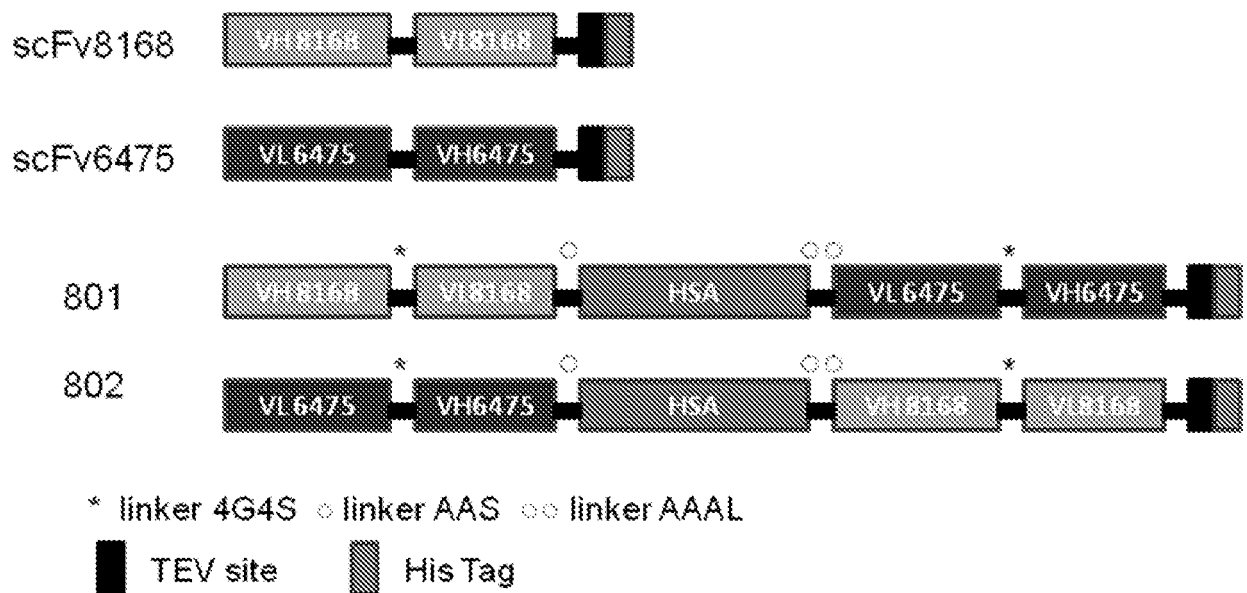 scFv8168 VH8168 VL8168
scFv6475 VL6475 VH6475
* ○ ○○ *
801 VH8168 VL8168 HSA VL6475 VH6475
* ○ ○○ *
802 VL6475 VH6475 HSA VH8168 VL8168
* linker 4G4S ○ linker AAS ○○ linker AAAL
TEV site His Tag